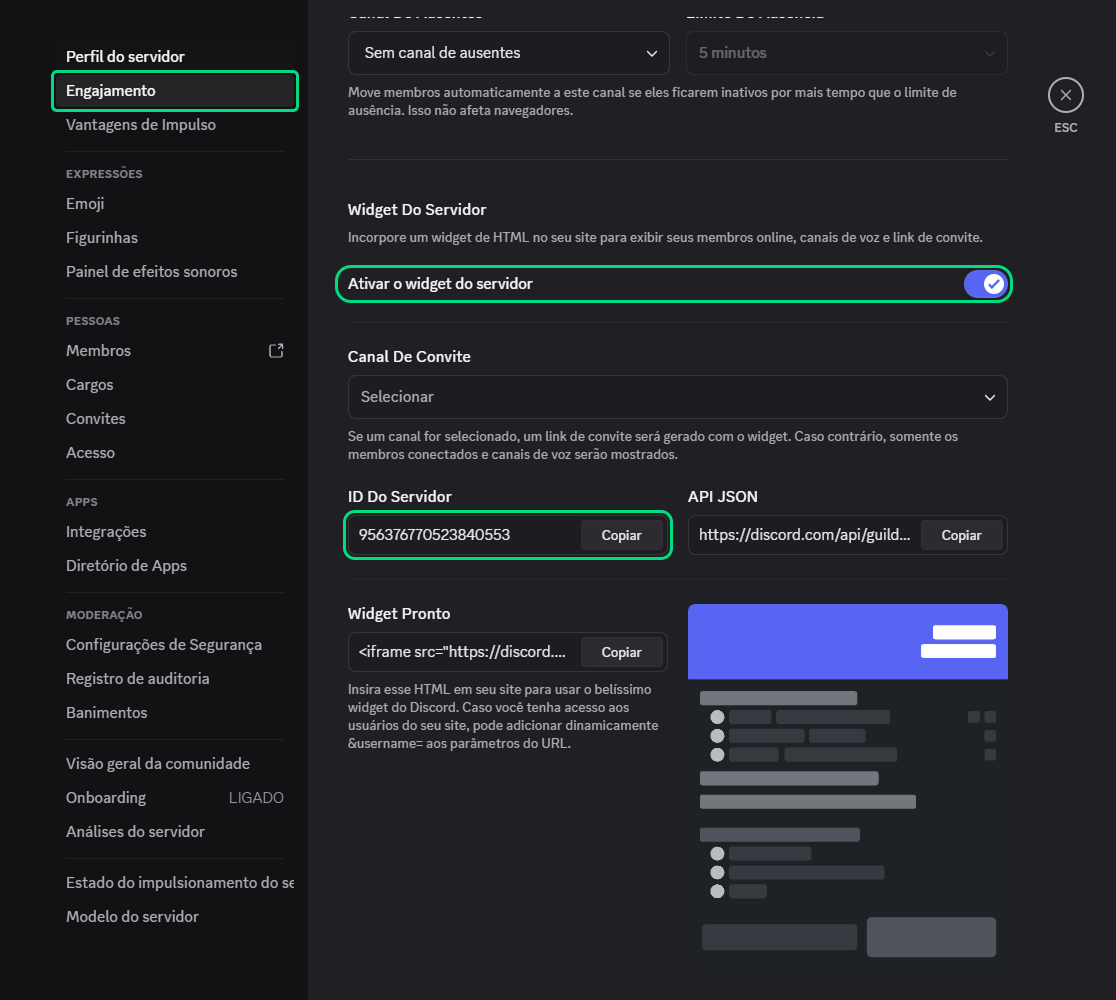 Perfil do servidor
Engajamento
Vantagens de Impulso
EXPRESSÕES
Emoji
Figurinhas
Painel de efeitos sonoros
PESSOAS
Membros
Cargos
Convites
Acesso
APPS
Integrações
Diretório de Apps
MODERAÇÃO
Configurações de Segurança
Registro de auditoria
Banimentos
Visão geral da comunidade
Onboarding LIGADO
Análises do servidor
Estado do impulsionamento do se
Modelo do servidor
Canal De Ausentes Limite De Ausência
Sem canal de ausentes 5 minutos
Move membros automaticamente a este canal se eles ficarem inativos por mais tempo que o limite de
ausência. Isso não afeta navegadores.
ESC
Widget Do Servidor
Incorpore um widget de HTML no seu site para exibir seus membros online, canais de voz e link de convite.
Ativar o widget do servidor
Canal De Convite
Selecionar
Se um canal for selecionado, um link de convite será gerado com o widget. Caso contrário, somente os
membros conectados e canais de voz serão mostrados.
ID Do Servidor API JSON
956376770523840553 Copiar https://discord.com/api/guild... Copiar
Widget Pronto
<iframe src="https://discord.... Copiar
Insira esse HTML em seu site para usar o belíssimo
widget do Discord. Caso você tenha acesso aos
usuários do seu site, pode adicionar dinamicamente
&username= aos parâmetros do URL.